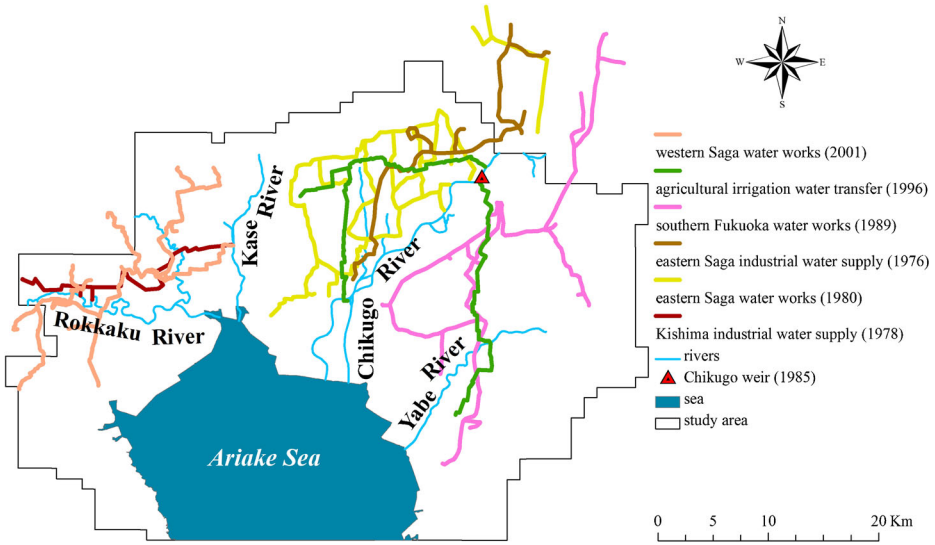 N
W E
S
western Saga water works (2001)
agricultural irrigation water transfer (1996)
southern Fukuoka water works (1989)
eastern Saga industrial water supply (1976)
eastern Saga water works (1980)
Kishima industrial water supply (1978)
rivers
Chikugo weir (1985)
sea
study area
Kase River
Chikugo River
Rokkaku River
Yabe River
Ariake Sea
0 5 10 20 Km